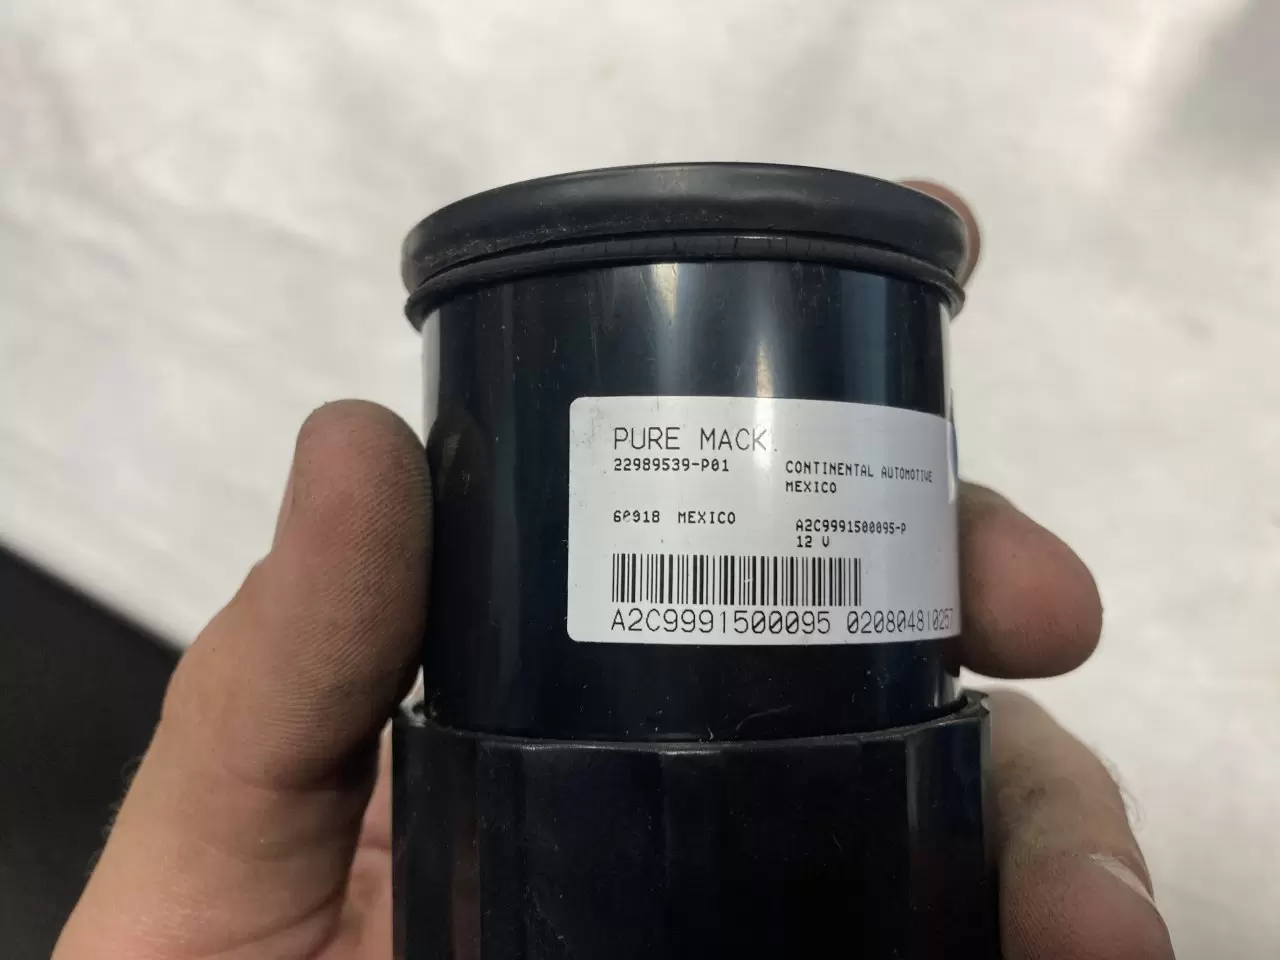 PURE MACK
22989539-P01
CONTINENTAL AUTOMOTIVE
MEXICO
60918 MEXICO
A2C9991500095-P
12 V
A2C9991500095 02080481025